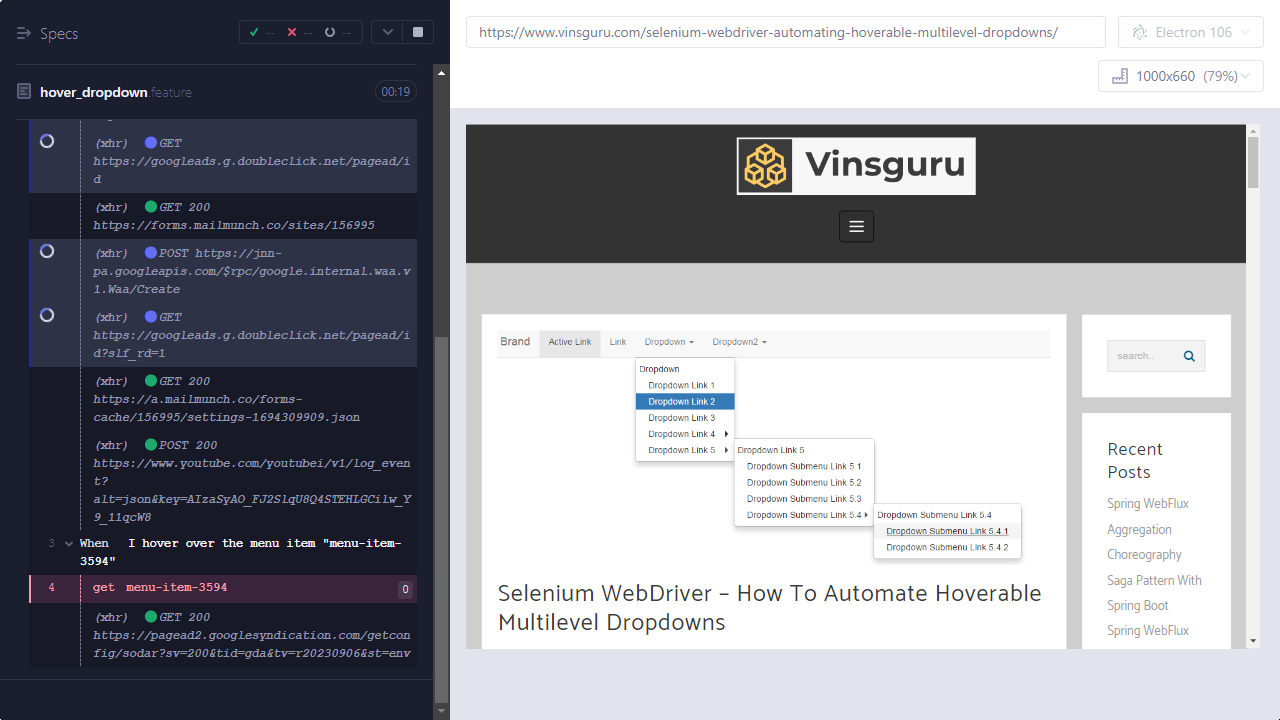 Specs
--
--
--
hover_dropdown.feature
00:19
(xhr) GET
https://googleads.g.doubleclick.net/pagead/i
d
(xhr) GET 200
https://forms.mailmunch.co/sites/156995
(xhr) POST https://jnn-
pa.googleapis.com/$rpc/google.internal.waa.v
1.Waa/Create
(xhr) GET
https://googleads.g.doubleclick.net/pagead/i
d?slf_rd=1
(xhr) GET 200
https://a.mailmunch.co/forms-
cache/156995/settings-1694309909.json
(xhr) POST 200
https://www.youtube.com/youtubei/v1/log_even
t?
alt=json&key=AIzaSyAO_FJ2SlqU8Q4STEHLGCilw_Y
9_11qcW8
3 When I hover over the menu item "menu-item-
3594"
4 get menu-item-3594 0
(xhr) GET 200
https://pagead2.googlesyndication.com/getcon
fig/sodar?sv=200&tid=gda&tv=r20230906&st=env
https://www.vinsguru.com/selenium-webdriver-automating-hoverable-multilevel-dropdowns/
Electron 106
1000x660 (79%)
Vinsguru
Brand Active Link Link Dropdown Dropdown2
Dropdown
Dropdown Link 1
Dropdown Link 2
Dropdown Link 3
Dropdown Link 4
Dropdown Link 5
Dropdown Link 5
Dropdown Submenu Link 5.1
Dropdown Submenu Link 5.2
Dropdown Submenu Link 5.3
Dropdown Submenu Link 5.4
Dropdown Submenu Link 5.4
Dropdown Submenu Link 5.4.1
Dropdown Submenu Link 5.4.2
Selenium WebDriver – How To Automate Hoverable
Multilevel Dropdowns
search..
Recent
Posts
Spring WebFlux
Aggregation
Choreography
Saga Pattern With
Spring Boot
Spring WebFlux